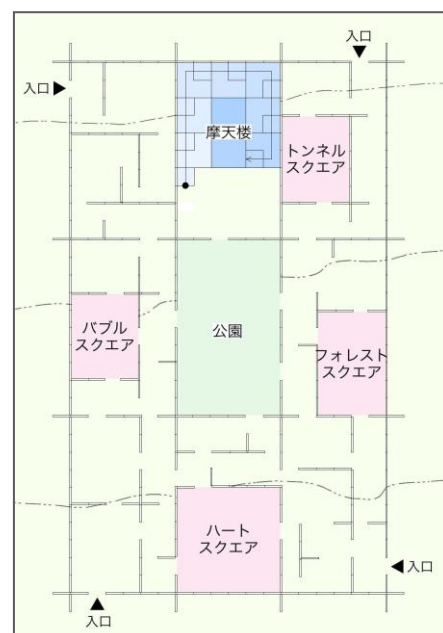 入口
入口
摩天楼
トンネル
スクエア
バブル
スクエア
公園
フォレスト
スクエア
ハート
スクエア
入口
入口